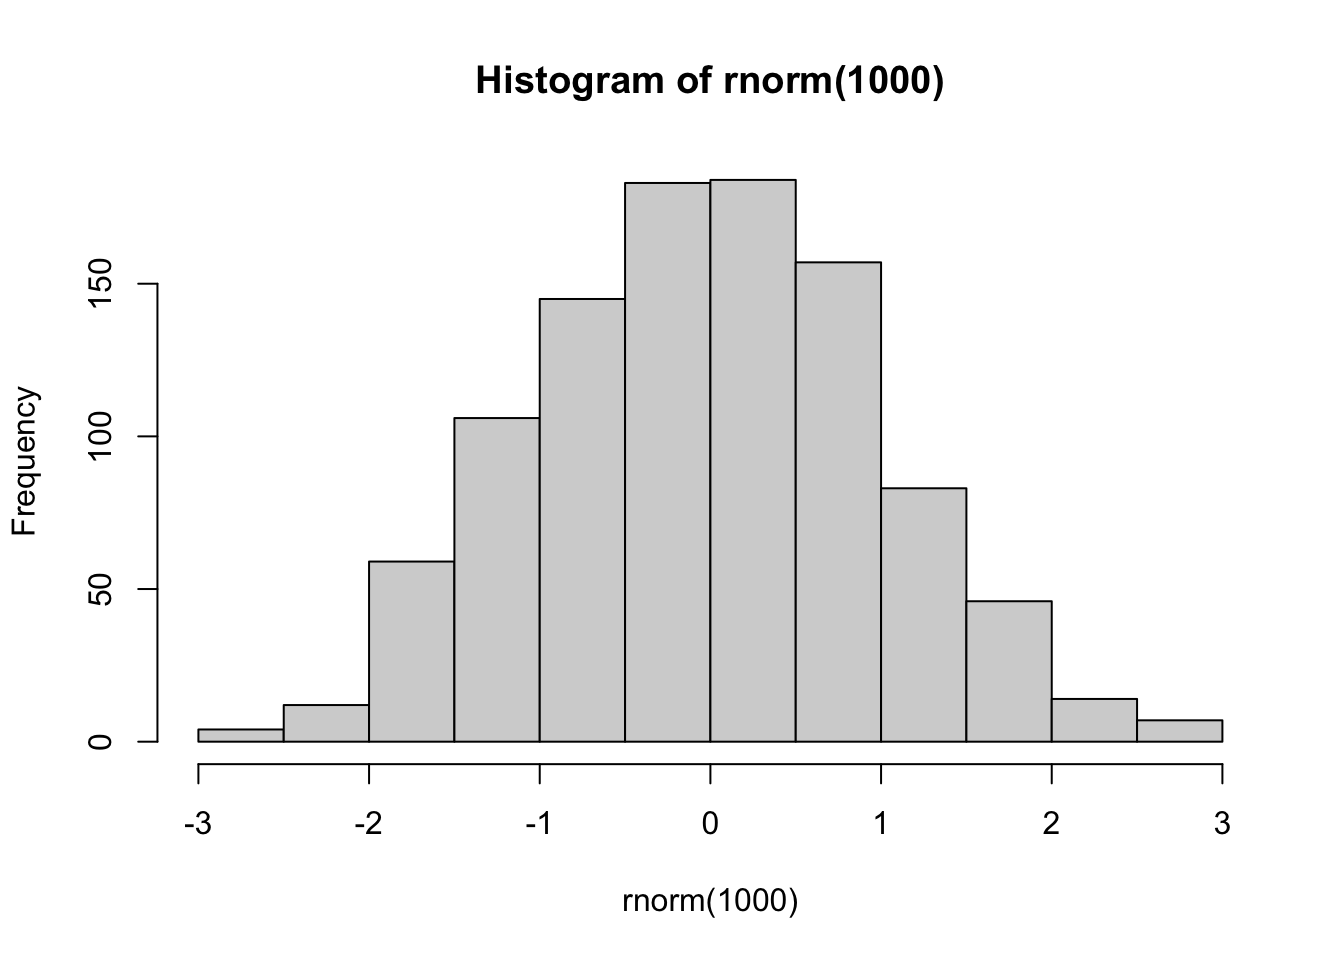 Histogram of rnorm(1000)
Frequency
150
100
50
0
-3 -2 -1 0 1 2 3
rnorm(1000)